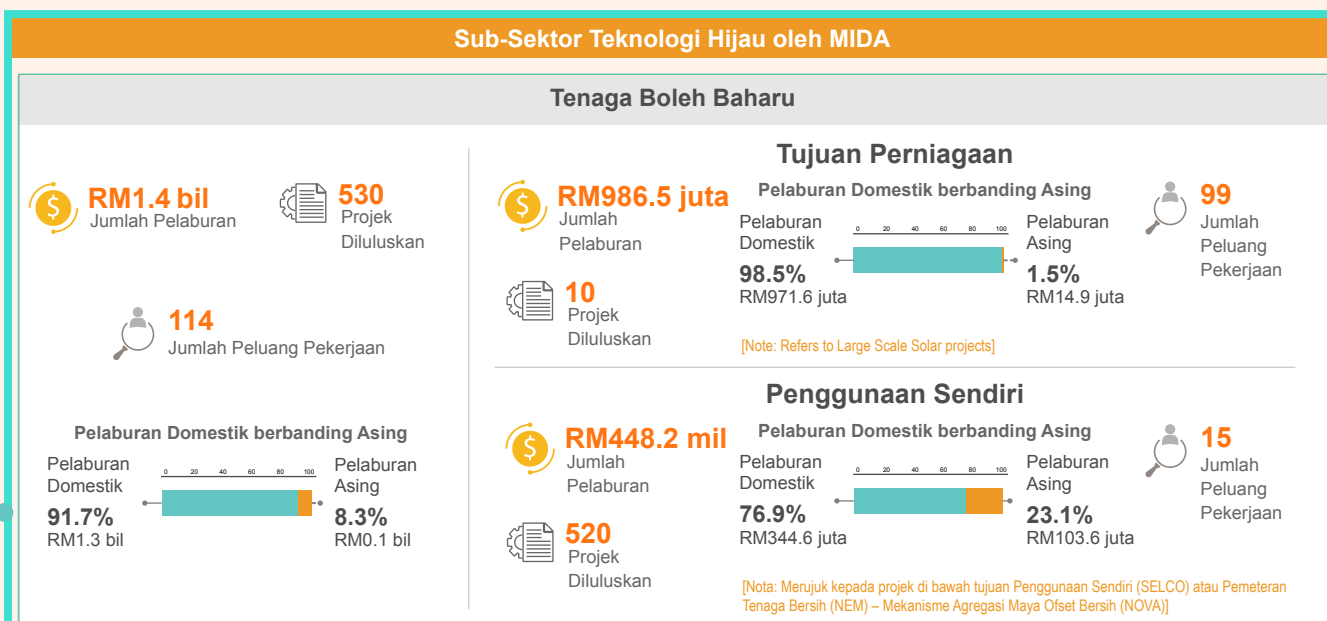 Sub-Sektor Teknologi Hijau oleh MIDA
Tenaga Boleh Baharu
RM1.4 bil
Jumlah Pelaburan
530
Projek
Diluluskan
114
Jumlah Peluang Pekerjaan
Pelaburan Domestik berbanding Asing
Pelaburan
Domestik
91.7%
RM1.3 bil
0 20 40 60 80 100
Pelaburan
Asing
8.3%
RM0.1 bil
Tujuan Perniagaan
RM986.5 juta
Jumlah
Pelaburan
10
Projek
Diluluskan
Pelaburan Domestik berbanding Asing
Pelaburan
Domestik
98.5%
RM971.6 juta
0 20 40 60 80 100
Pelaburan
Asing
1.5%
RM14.9 juta
99
Jumlah
Peluang
Pekerjaan
[Note: Refers to Large Scale Solar projects]
Penggunaan Sendiri
RM448.2 mil
Jumlah
Pelaburan
520
Projek
Diluluskan
Pelaburan Domestik berbanding Asing
Pelaburan
Domestik
76.9%
RM344.6 juta
0 20 40 60 80 100
Pelaburan
Asing
23.1%
RM103.6 juta
15
Jumlah
Peluang
Pekerjaan
[Nota: Merujuk kepada projek di bawah tujuan Penggunaan Sendiri (SELCO) atau Pemeteran
Tenaga Bersih (NEM) – Mekanisme Agregasi Maya Ofset Bersih (NOVA)]